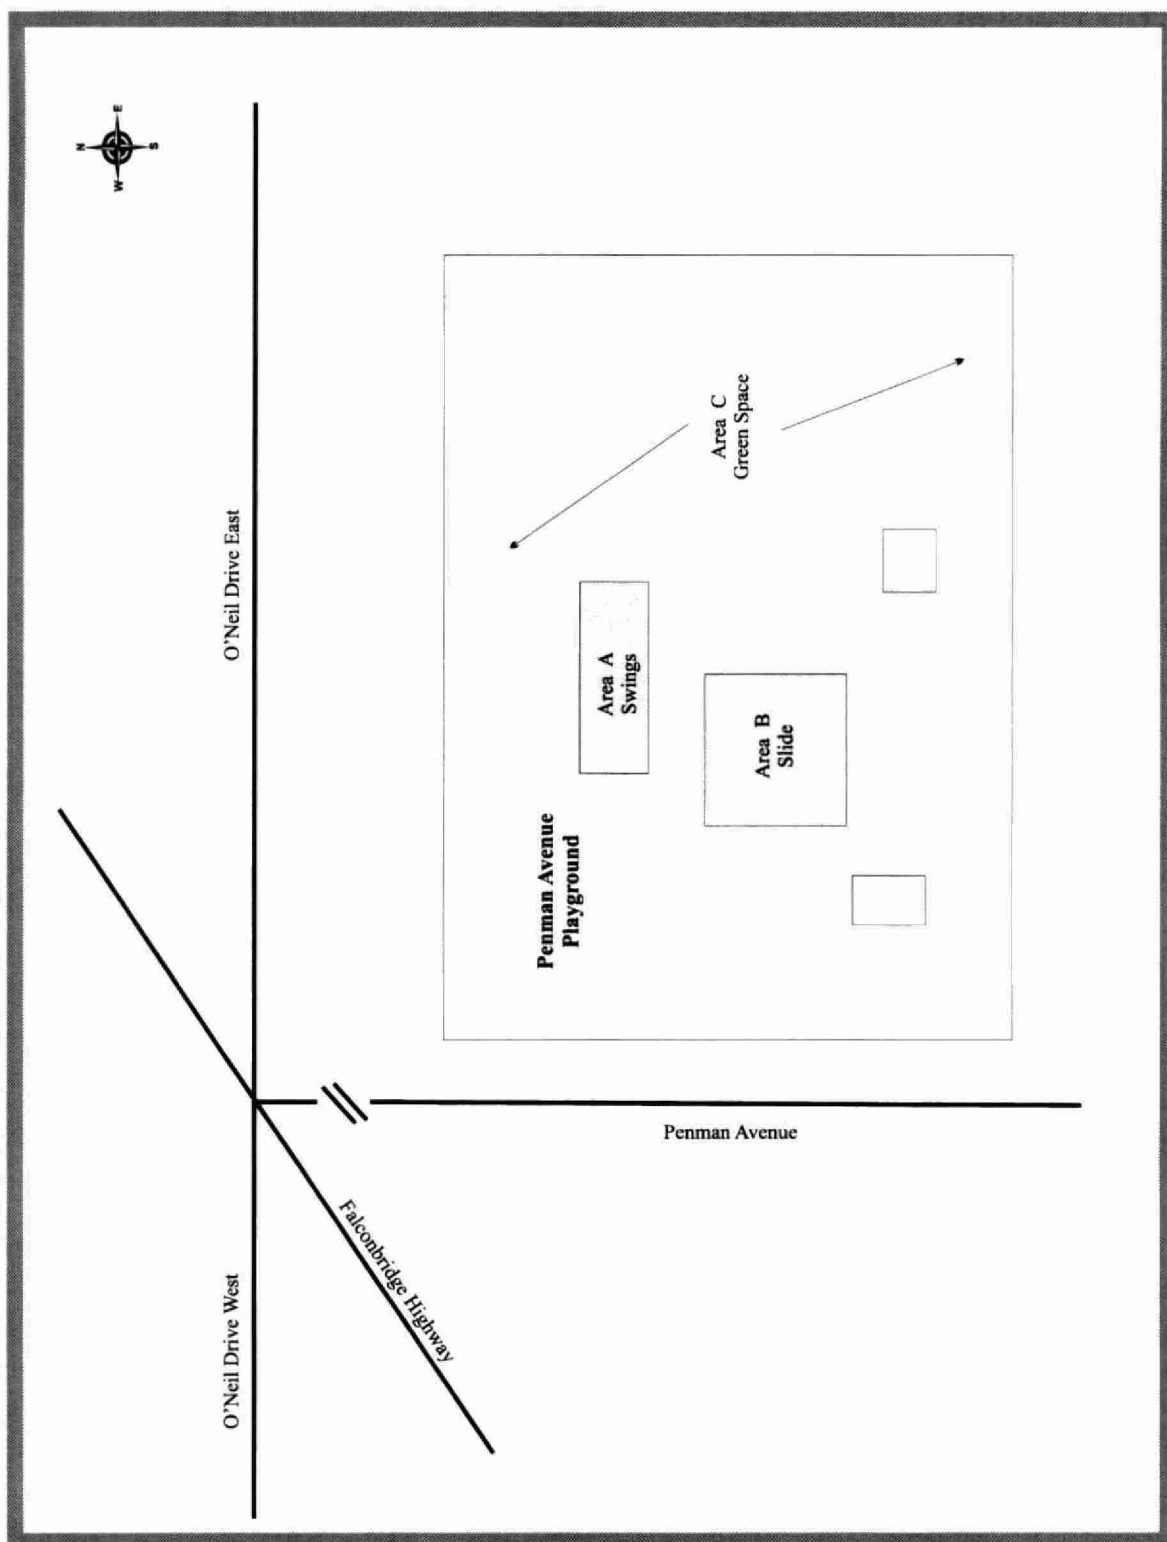 N
W
E
S
O'Neil Drive West
O'Neil Drive East
Falconbridge Highway
Penman Avenue
Penman Avenue
Playground
Area A
Swings
Area B
Slide
Area C
Green Space